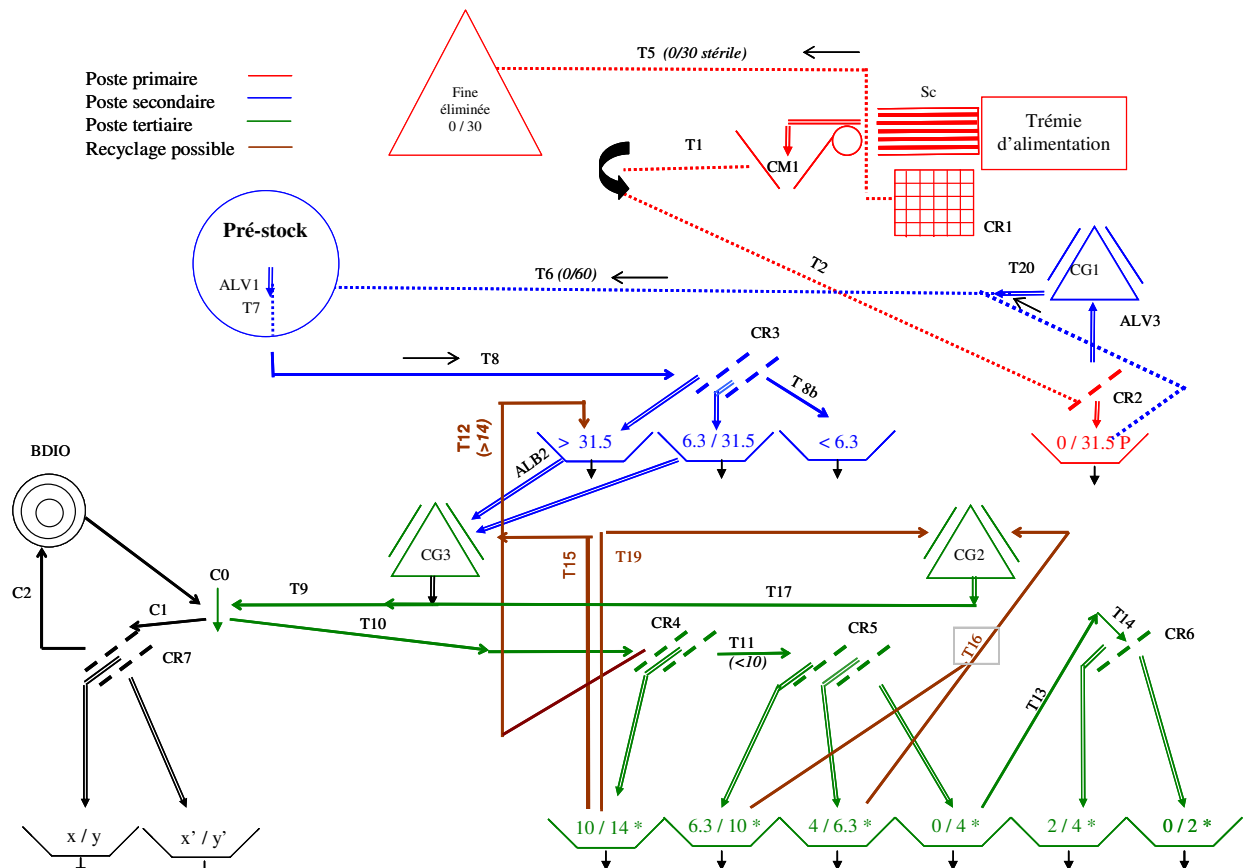 T5 (0/30 stérile)
Poste primaire
Poste secondaire
Poste tertiaire
Recyclage possible
Fine
éliminée
0 / 30
Sc
Trémie
d'alimentation
T1
CM1
CR1
Pré-stock
T2
T20
CG1
T6 (0/60)
ALV1
T7
ALV3
CR3
T8
T 8b
CR2
T12
(>14)
> 31.5
6.3 / 31.5
< 6.3
0 / 31.5 P
BDIO
ALB2
CG3
T15
T19
CG2
C2
C0
T9
T17
C1
T10
CR4
T11
(<10)
CR5
T16
T14
CR6
CR7
T13
x / y
x’ / y’
10 / 14 *
6.3 / 10 *
4 / 6.3 *
0 / 4 *
2 / 4 *
0 / 2 *